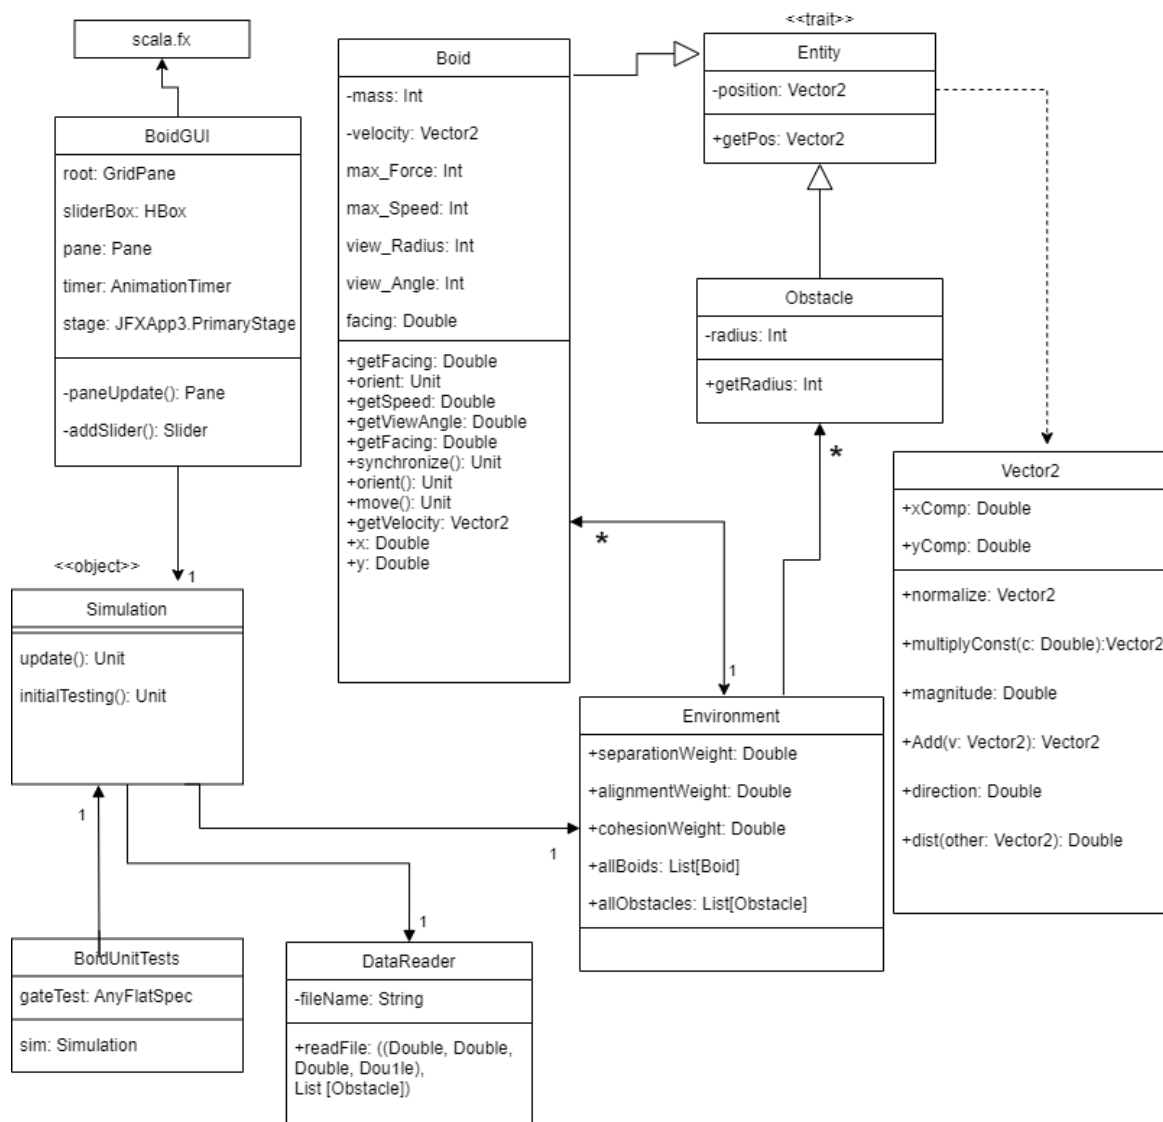 scala.fx
BoidGUI
root: GridPane
sliderBox: HBox
pane: Pane
timer: AnimationTimer
stage: JFXApp3.PrimaryStage
-paneUpdate(): Pane
-addSlider(): Slider
Boid
-mass: Int
-velocity: Vector2
max_Force: Int
max_Speed: Int
view_Radius: Int
view_Angle: Int
facing: Double
+getFacing: Double
+orient: Unit
+getSpeed: Double
+getViewAngle: Double
+getFacing: Double
+synchronize(): Unit
+orient(): Unit
+move(): Unit
+getVelocity: Vector2
+x: Double
+y: Double
<<trait>>
Entity
-position: Vector2
+getPos: Vector2
Obstacle
-radius: Int
+getRadius: Int
*
*
Vector2
+xComp: Double
+yComp: Double
+normalize: Vector2
+multiplyConst(c: Double):Vector2
+magnitude: Double
+Add(v: Vector2): Vector2
+direction: Double
+dist(other: Vector2): Double
<<object>>
1
Simulation
update(): Unit
initialTesting(): Unit
1
Environment
+separationWeight: Double
+alignmentWeight: Double
+cohesionWeight: Double
+allBoids: List[Boid]
+allObstacles: List[Obstacle]
1
1
1
BoidUnitTests
gateTest: AnyFlatSpec
sim: Simulation
DataReader
-fileName: String
+readFile: ((Double, Double,
Double, Dou1le),
List [Obstacle])